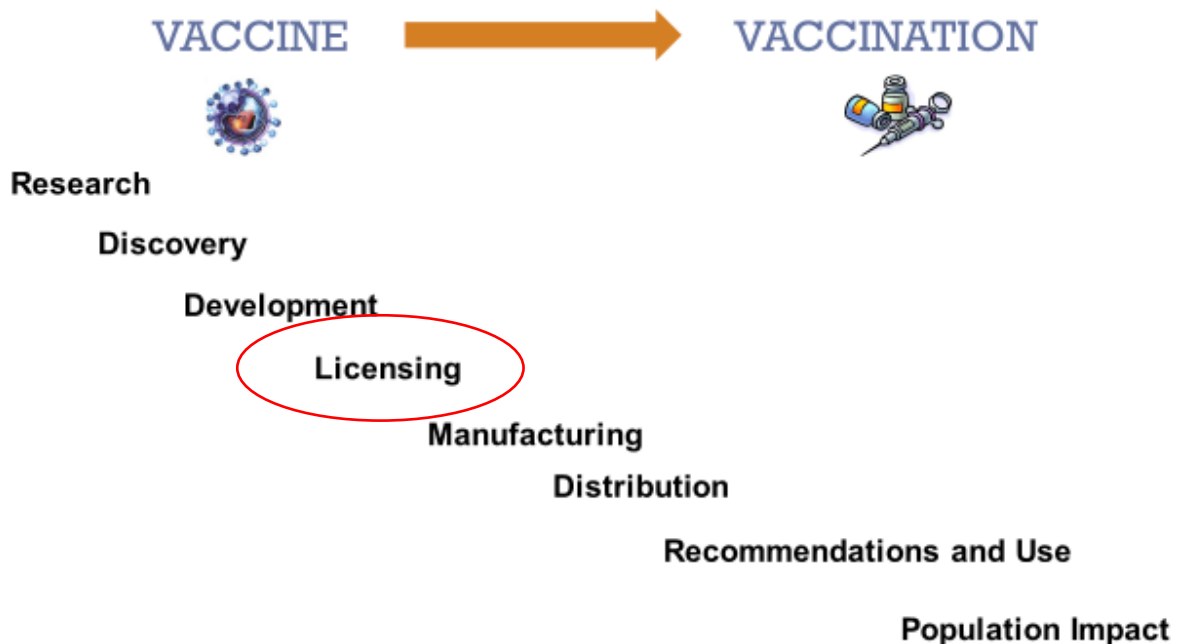 VACCINE VACCINATION
Research
Discovery
Development
Licensing
Manufacturing
Distribution
Recommendations and Use
Population Impact